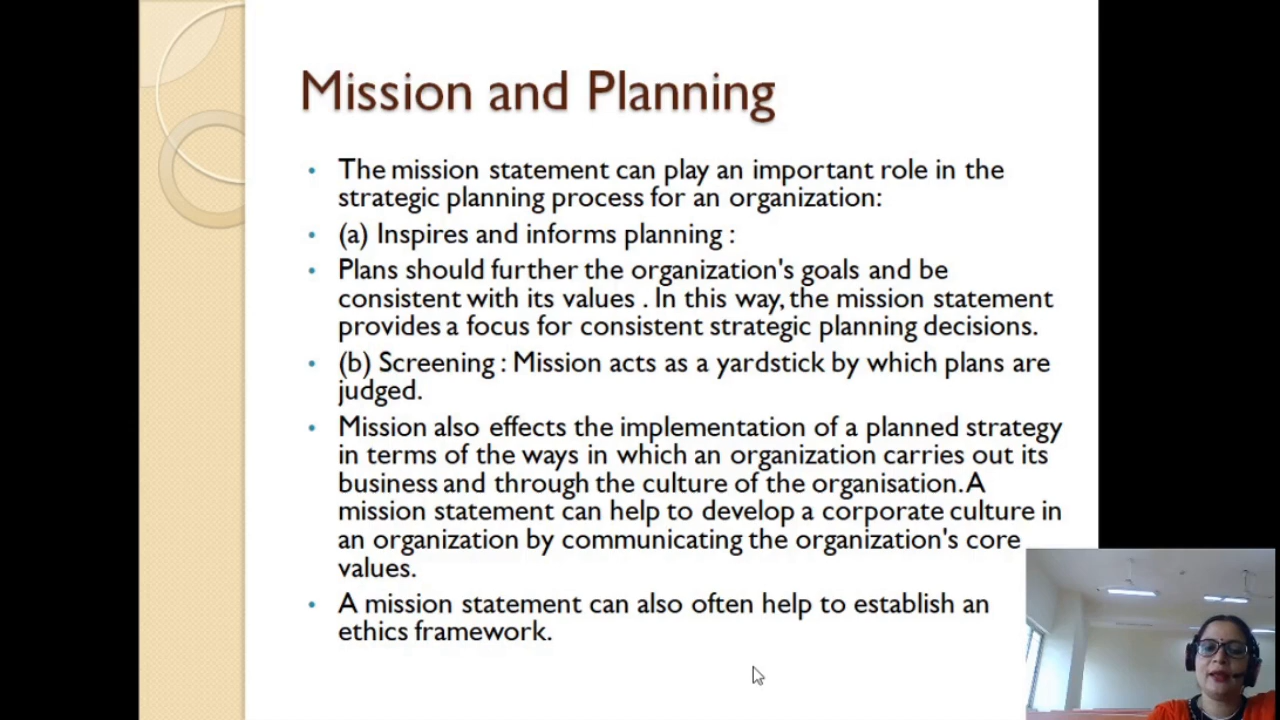 Mission and Planning
• The mission statement can play an important role in the
strategic planning process for an organization:
• (a) Inspires and informs planning :
• Plans should further the organization's goals and be
consistent with its values . In this way, the mission statement
provides a focus for consistent strategic planning decisions.
• (b) Screening : Mission acts as a yardstick by which plans are
judged.
• Mission also effects the implementation of a planned strategy
in terms of the ways in which an organization carries out its
business and through the culture of the organisation. A
mission statement can help to develop a corporate culture in
an organization by communicating the organization's core
values.
• A mission statement can also often help to establish an
ethics framework.